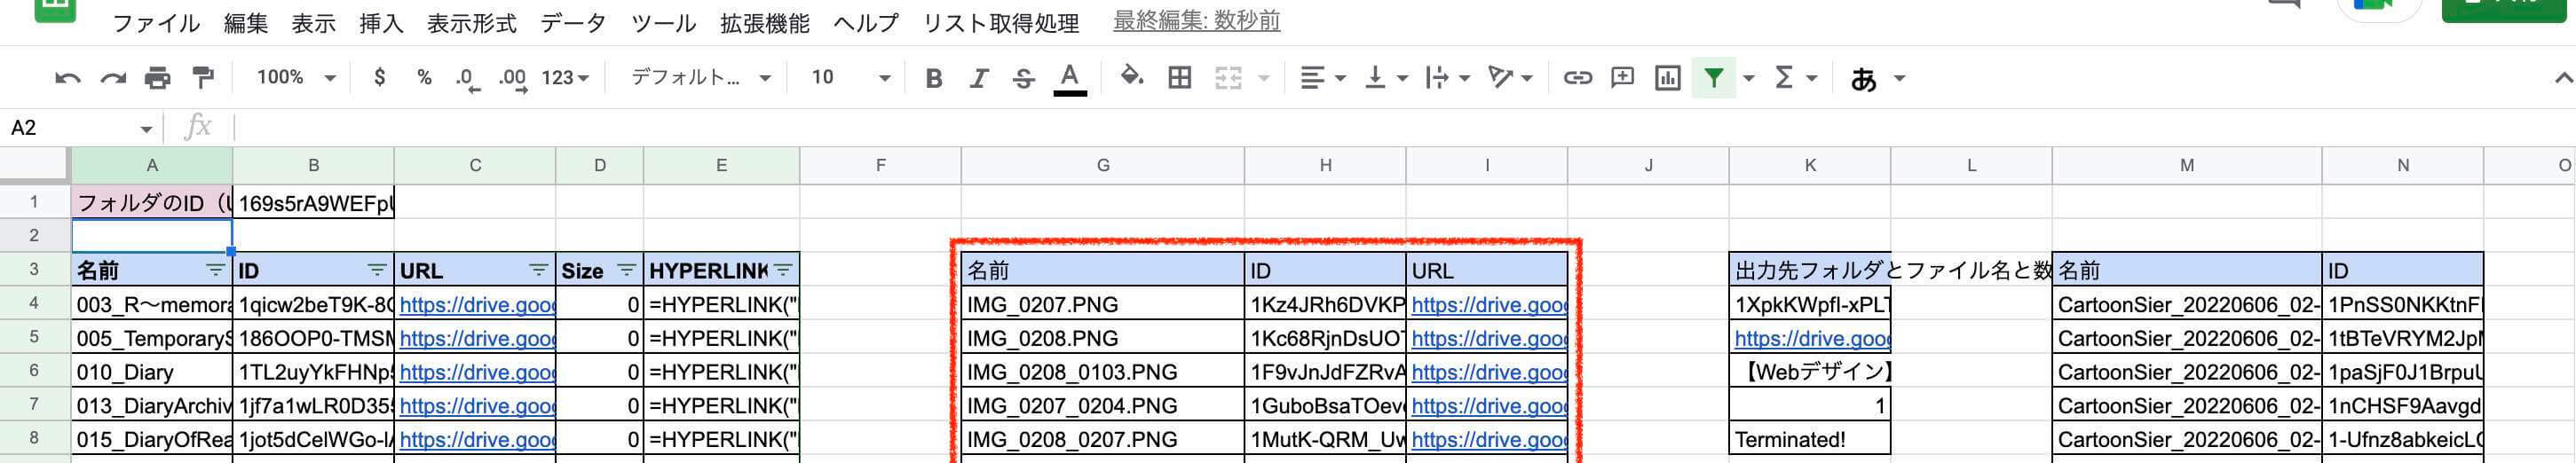 ファイル 編集 表示 挿入 表示形式 データ ツール 拡張機能 ヘルプ リスト取得処理 最終編集: 数秒前
100% $ % .0 .00 123 デフォルト... 10 B I S A Σ あ
A2 fx
A B C D E F G H I J K L M N O
1 フォルダのID（U 169s5rA9WEFpU
2
3 名前 ID URL Size HYPERLINK 名前 ID URL 出力先フォルダとファイル名と数 名前 ID
4 003_R〜memora 1qicw2beT9K-8C https://drive.goo 0 =HYPERLINK(" IMG_0207.PNG 1Kz4JRh6DVKP https://drive.goo 1XpkKWpfI-xPLT CartoonSier_20220606_02- 1PnSS0NKKtnF
5 005_TemporaryS 186OOP0-TMSM https://drive.goo 0 =HYPERLINK(" IMG_0208.PNG 1Kc68RjnDsUO https://drive.goo https://drive.goo CartoonSier_20220606_02- 1tBTeVRYM2Jp
6 010_Diary 1TL2uyYkFHNp https://drive.goo 0 =HYPERLINK(" IMG_0208_0103.PNG 1F9vJnJdFZRvA https://drive.goo 【Webデザイン】 CartoonSier_20220606_02- 1paSjF0J1BrpuU
7 013_DiaryArchiv 1jf7a1wLR0D35 https://drive.goo 0 =HYPERLINK(" IMG_0207_0204.PNG 1GuboBsaTOev https://drive.goo 1 CartoonSier_20220606_02- 1nCHSF9Aavgd
8 015_DiaryOfRea 1jot5dCelWGo-I https://drive.goo 0 =HYPERLINK(" IMG_0208_0207.PNG 1MutK-QRM_Uw https://drive.goo Terminated! CartoonSier_20220606_02- 1-Ufnz8abkeicL